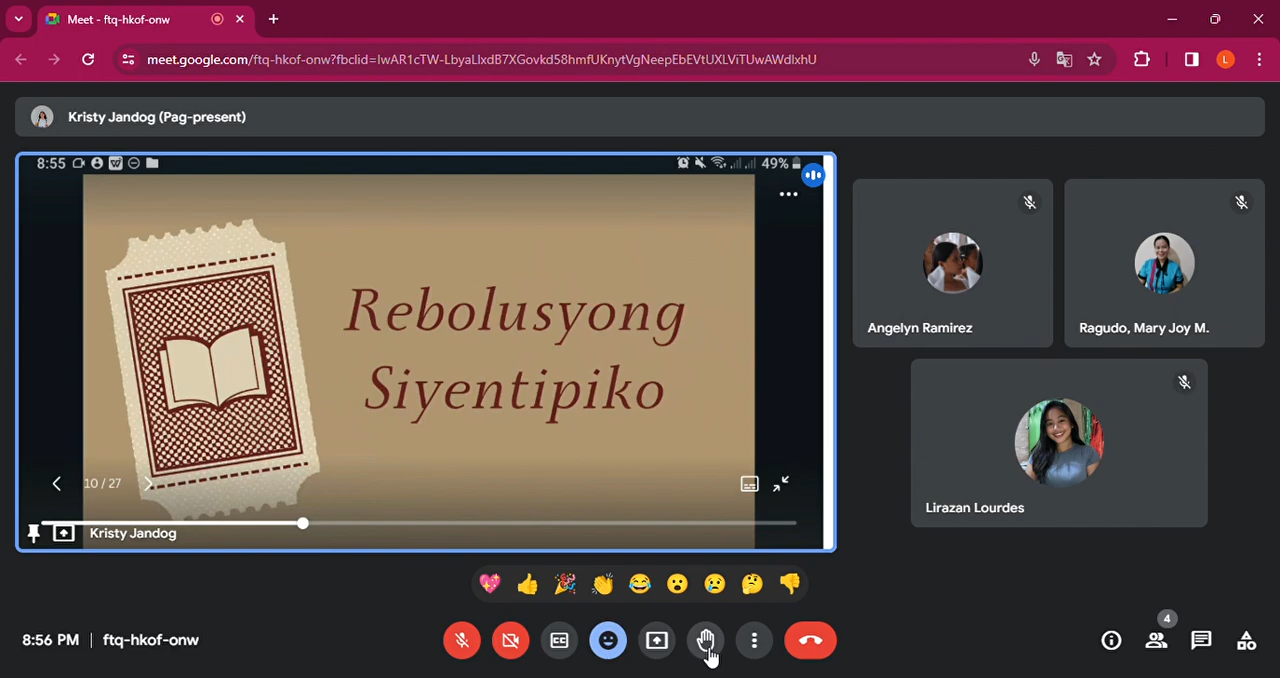 Meet - ftq-hkof-onw
meet.google.com/ftq-hkof-onw?fbclid=IwAR1cTW-LbyaLlxdB7XGovkd58hmfUKnytVgNeepEbEVtUXLViTUwAWdlxhU
L
Kristy Jandog (Pag-present)
8:55
49%
Rebolusyong
Siyentipiko
10 / 27
Kristy Jandog
Angelyn Ramirez
Ragudo, Mary Joy M.
Lirazan Lourdes
8:56 PM | ftq-hkof-onw
4